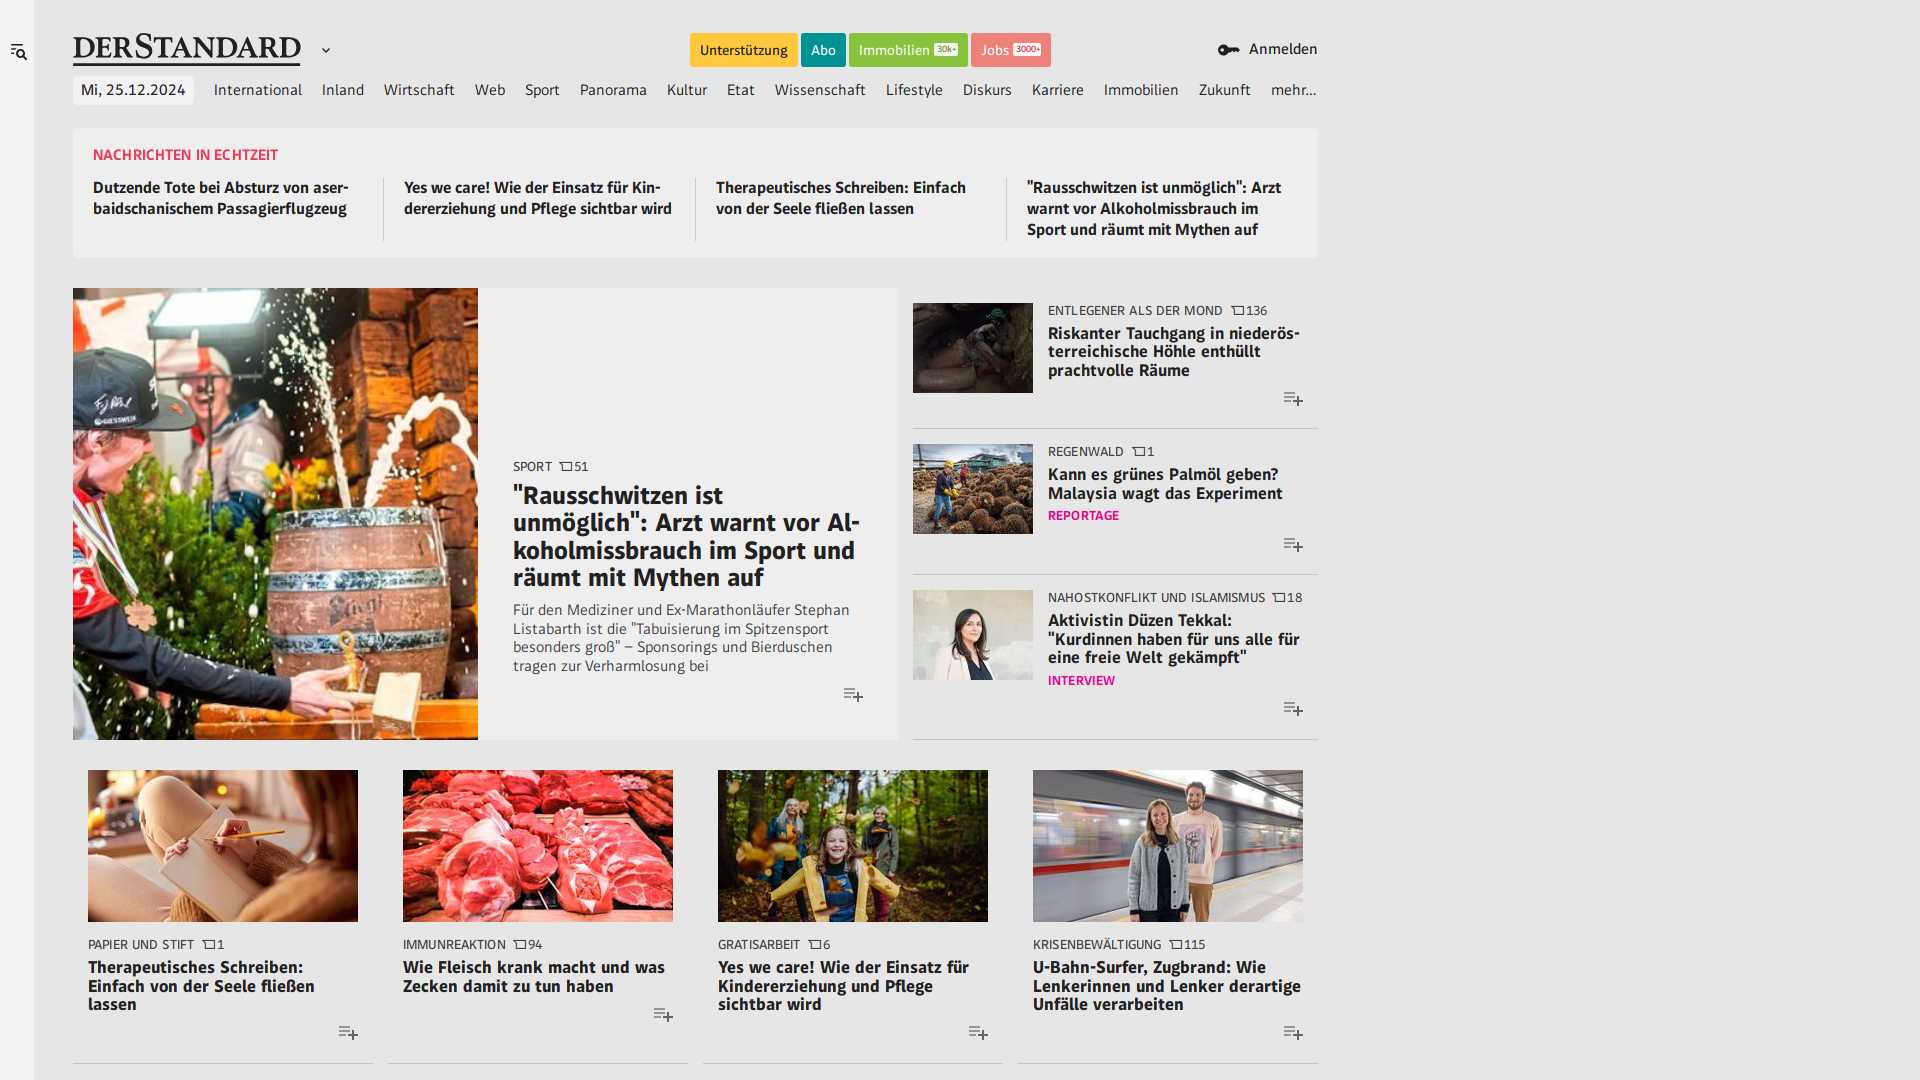 DERSTANDARD
Unterstützung
Abo
Immobilien 30k+
Jobs 3000+
Anmelden
Mi, 25.12.2024
International
Inland
Wirtschaft
Web
Sport
Panorama
Kultur
Etat
Wissenschaft
Lifestyle
Diskurs
Karriere
Immobilien
Zukunft
mehr...
NACHRICHTEN IN ECHTZEIT
Dutzende Tote bei Absturz von aser-
baidschanischem Passagierflugzeug
Yes we care! Wie der Einsatz für Kin-
dererziehung und Pflege sichtbar wird
Therapeutisches Schreiben: Einfach
von der Seele fließen lassen
"Rausschwitzen ist unmöglich": Arzt
warnt vor Alkoholmissbrauch im
Sport und räumt mit Mythen auf
SPORT 51
"Rausschwitzen ist
unmöglich": Arzt warnt vor Al-
koholmissbrauch im Sport und
räumt mit Mythen auf
Für den Mediziner und Ex-Marathonläufer Stephan
Listabarth ist die "Tabuisierung im Spitzensport
besonders groß" – Sponsorings und Bierduschen
tragen zur Verharmlosung bei
ENTLEGENER ALS DER MOND 136
Riskanter Tauchgang in niederös-
terreichische Höhle enthüllt
prachtvolle Räume
REGENWALD 1
Kann es grünes Palmöl geben?
Malaysia wagt das Experiment
REPORTAGE
NAHOSTKONFLIKT UND ISLAMISMUS 18
Aktivistin Düzen Tekkal:
"Kurdinnen haben für uns alle für
eine freie Welt gekämpft"
INTERVIEW
PAPIER UND STIFT 1
Therapeutisches Schreiben:
Einfach von der Seele fließen
lassen
IMMUNREAKTION 94
Wie Fleisch krank macht und was
Zecken damit zu tun haben
GRATISARBEIT 6
Yes we care! Wie der Einsatz für
Kindererziehung und Pflege
sichtbar wird
KRISENBEWÄLTIGUNG 115
U-Bahn-Surfer, Zugbrand: Wie
Lenkerinnen und Lenker derartige
Unfälle verarbeiten